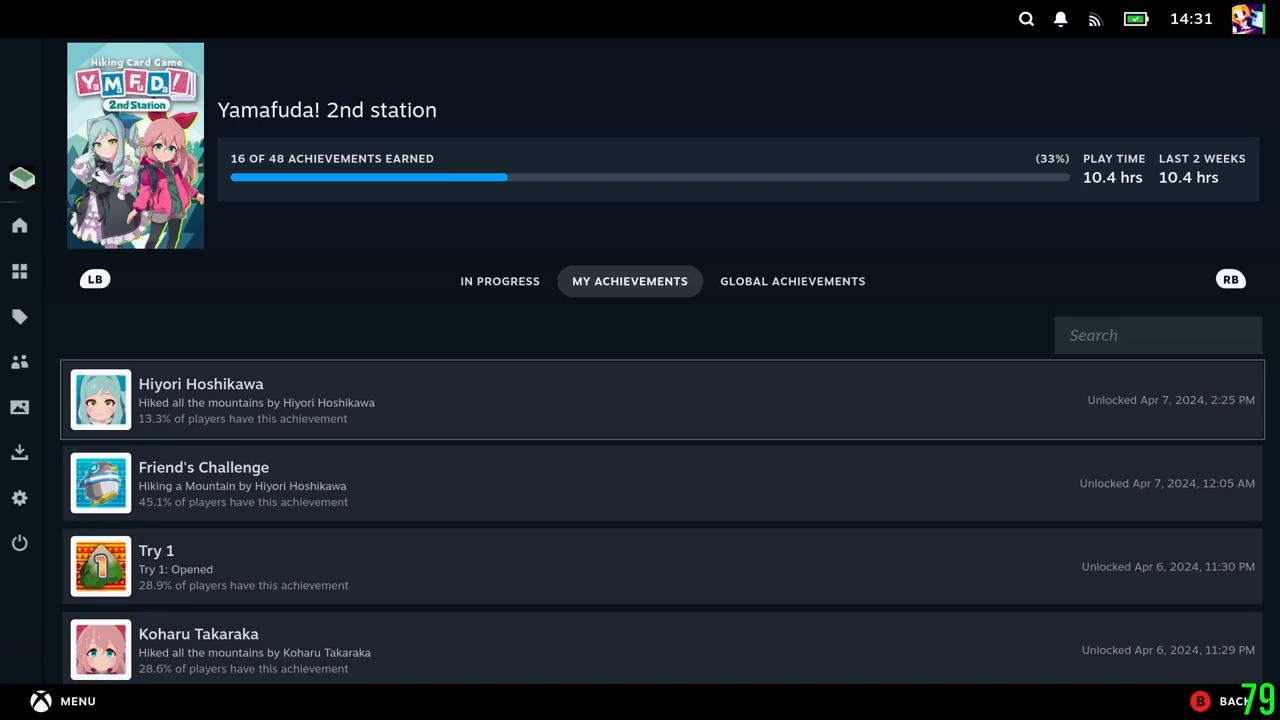 14:31
Hiking Card Game
YAMAFUDA!
2nd Station
Yamafuda! 2nd station
16 OF 48 ACHIEVEMENTS EARNED
(33%)
PLAY TIME
LAST 2 WEEKS
10.4 hrs
10.4 hrs
LB
IN PROGRESS
MY ACHIEVEMENTS
GLOBAL ACHIEVEMENTS
RB
Search
Hiyori Hoshikawa
Hiked all the mountains by Hiyori Hoshikawa
13.3% of players have this achievement
Unlocked Apr 7, 2024, 2:25 PM
Friend's Challenge
Hiking a Mountain by Hiyori Hoshikawa
45.1% of players have this achievement
Unlocked Apr 7, 2024, 12:05 AM
1
Try 1
Try 1: Opened
28.9% of players have this achievement
Unlocked Apr 6, 2024, 11:30 PM
Koharu Takaraka
Hiked all the mountains by Koharu Takaraka
28.6% of players have this achievement
Unlocked Apr 6, 2024, 11:29 PM
MENU
B
BACK
79